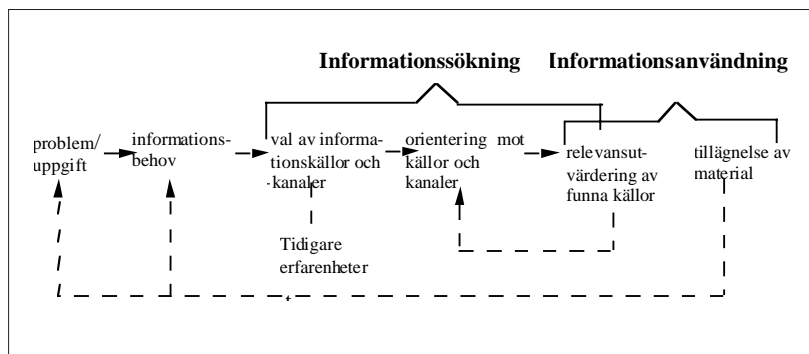 Informationssökning
Informationsanvändning
problem/
uppgift
informations-
behov
val av informa-
tionskällor och
kanaler
orientering mot
källor och
kanaler
relevansut-
värdering av
funna källor
tillägnelse av
material
Tidigare
erfarenheter